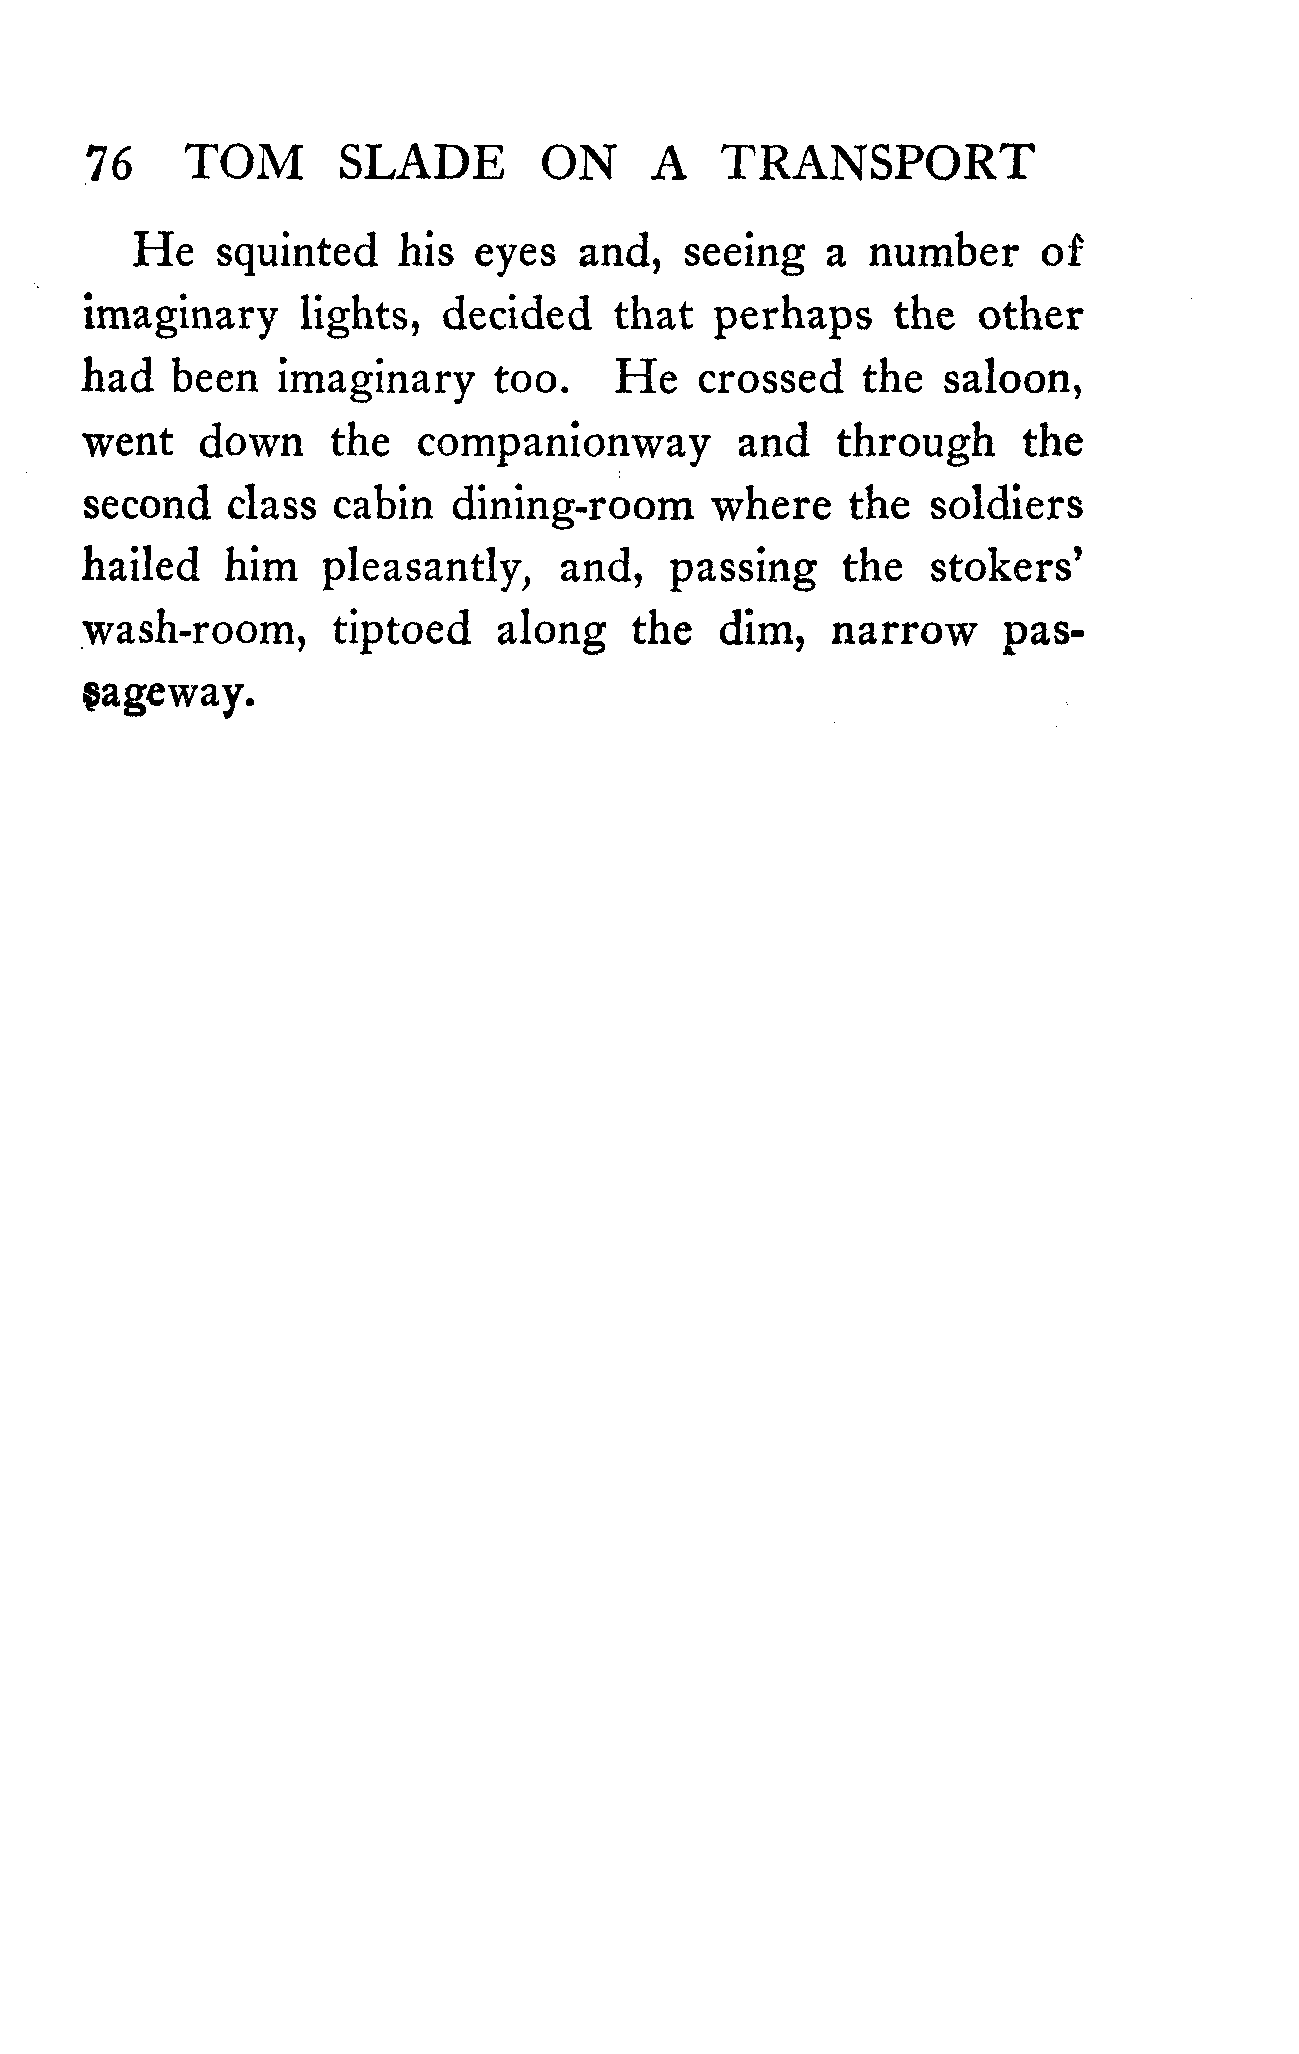 76 TOM SLADE ON A TRANSPORT
He squinted his eyes and, seeing a number of
imaginary lights, decided that perhaps the other
had been imaginary too. He crossed the saloon,
went down the companionway and through the
second class cabin dining-room where the soldiers
hailed him pleasantly, and, passing the stokers'
wash-room, tiptoed along the dim, narrow pas-
sageway.